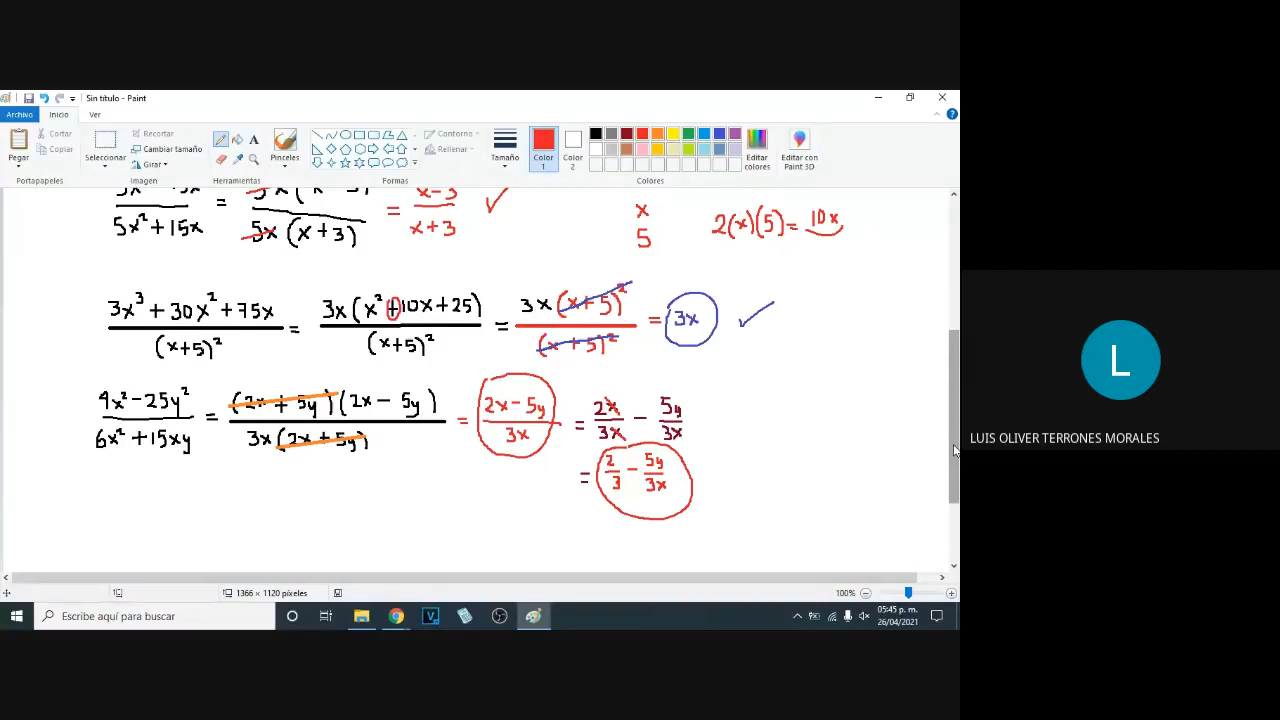 Sin título - Paint
Archivo Inicio Ver
Pegar
Cortar
Copiar
Portapapeles
Seleccionar
Recortar
Cambiar tamaño
Girar
Imagen
A
Herramientas
Pinceles
Contorno
Rellenar
Formas
Tamaño
Color 1
Color 2
Editar colores
Colores
Editar con Paint 3D
5x² + 15x = 5x(x + 3) = x-3 / x+3 ✓
x
5
2(x)(5) = 10x
3x³ + 30x² + 75x / (x+5)² = 3x(x² + 10x + 25) / (x+5)² = 3x(x+5)² / (x+5)² = 3x ✓
4x² - 25y² / 6x² + 15xy = (2x + 5y)(2x - 5y) / 3x(2x + 5y) = 2x - 5y / 3x = 2x/3x - 5y/3x
= 2/3 - 5y/3x
1366 × 1120 píxeles
100%
Escribe aquí para buscar
05:45 p. m.
26/04/2021
L
LUIS OLIVER TERRONES MORALES